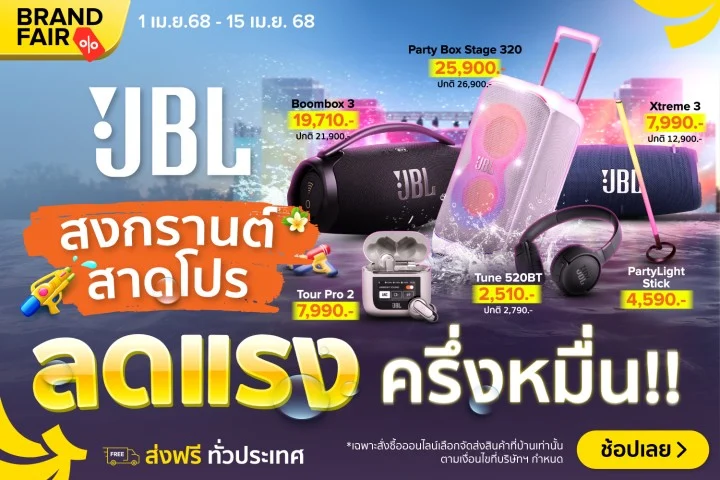 BRAND
FAIR %
1 เม.ย.68 - 15 เม.ย. 68
JBL
สงกรานต์
สาดโปร
Party Box Stage 320
25,900.-
ปกติ 26,900.-
Boombox 3
19,710.-
ปกติ 21,900.-
Xtreme 3
7,990.-
ปกติ 12,900.-
JBL
JBL
JBL
Tour Pro 2
7,990.-
JBL
Tune 520BT
2,510.-
ปกติ 2,790.-
PartyLight
Stick
4,590.-
ลดแรง ครึ่งหมื่น!!
FREE ส่งฟรี ทั่วประเทศ
*เฉพาะสั่งซื้อออนไลน์เลือกจัดส่งสินค้าที่บ้านเท่านั้น
ตามเงื่อนไขที่บริษัทฯ กำหนด
ช้อปเลย >